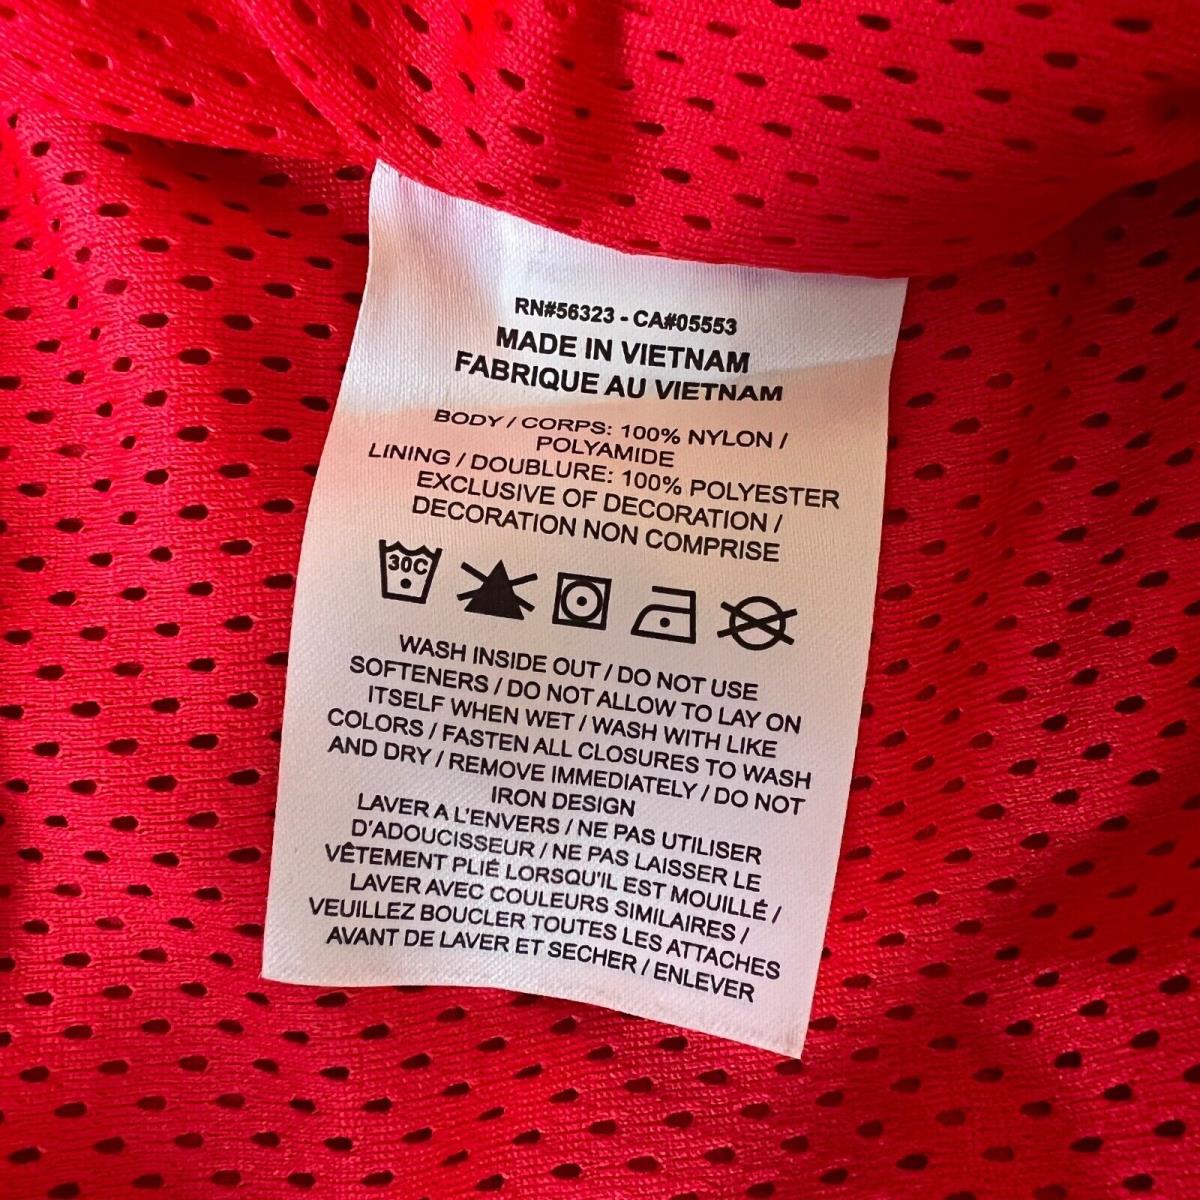 RN#56323 - CA#05553
MADE IN VIETNAM
FABRIQUE AU VIETNAM
BODY / CORPS: 100% NYLON /
POLYAMIDE
LINING / DOUBLURE: 100% POLYESTER
EXCLUSIVE OF DECORATION /
DECORATION NON COMPRISE
30C
WASH INSIDE OUT / DO NOT USE
SOFTENERS / DO NOT ALLOW TO LAY ON
ITSELF WHEN WET / WASH WITH LIKE
COLORS / FASTEN ALL CLOSURES TO WASH
AND DRY / REMOVE IMMEDIATELY / DO NOT
IRON DESIGN
LAVER A L'ENVERS / NE PAS UTILISER
D'ADOUCISSEUR / NE PAS LAISSER LE
VÊTEMENT PLIÉ LORSQU'IL EST MOUILLÉ /
LAVER AVEC COULEURS SIMILAIRES /
VEUILLEZ BOUCLER TOUTES LES ATTACHES
AVANT DE LAVER ET SECHER / ENLEVER